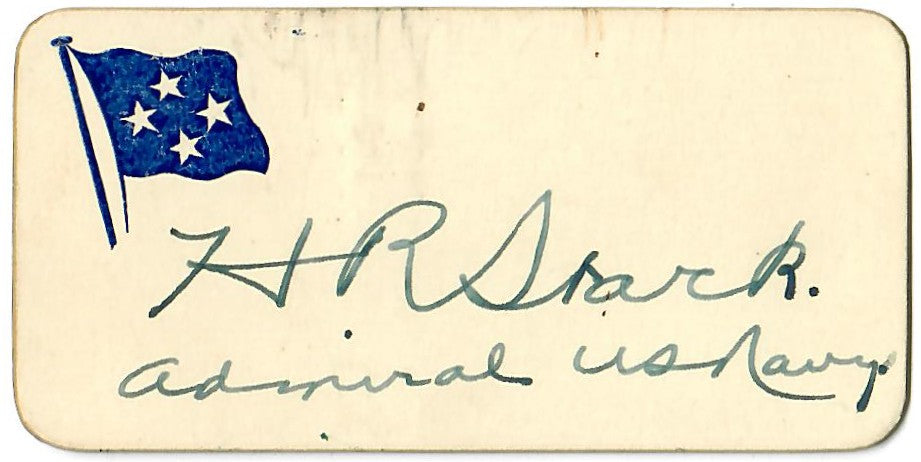 H R Stark.
Admiral US Navy.